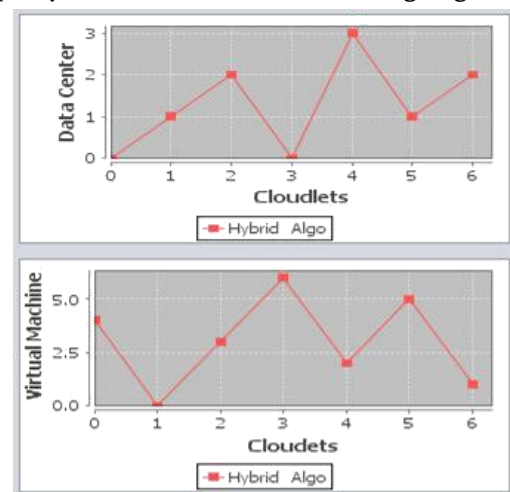 3
2
Data Center
1
0
0 1 2 3 4 5 6
Cloudlets
Hybrid Algo
5.0
Virtual Machine
2.5
0.0
0 1 2 3 4 5 6
Cloudets
Hybrid Algo